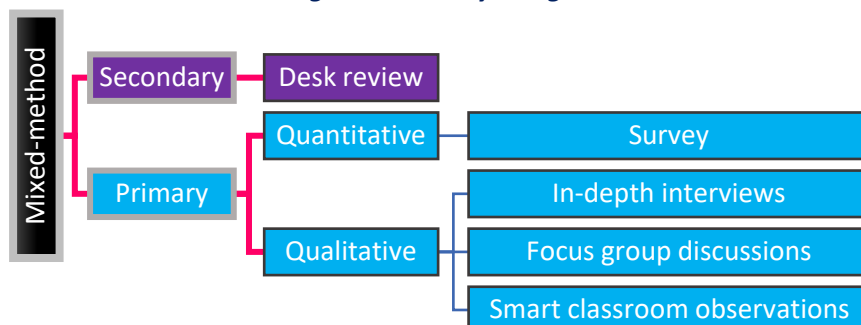 Mixed-method
Secondary
Desk review
Primary
Quantitative
Survey
Qualitative
In-depth interviews
Focus group discussions
Smart classroom observations